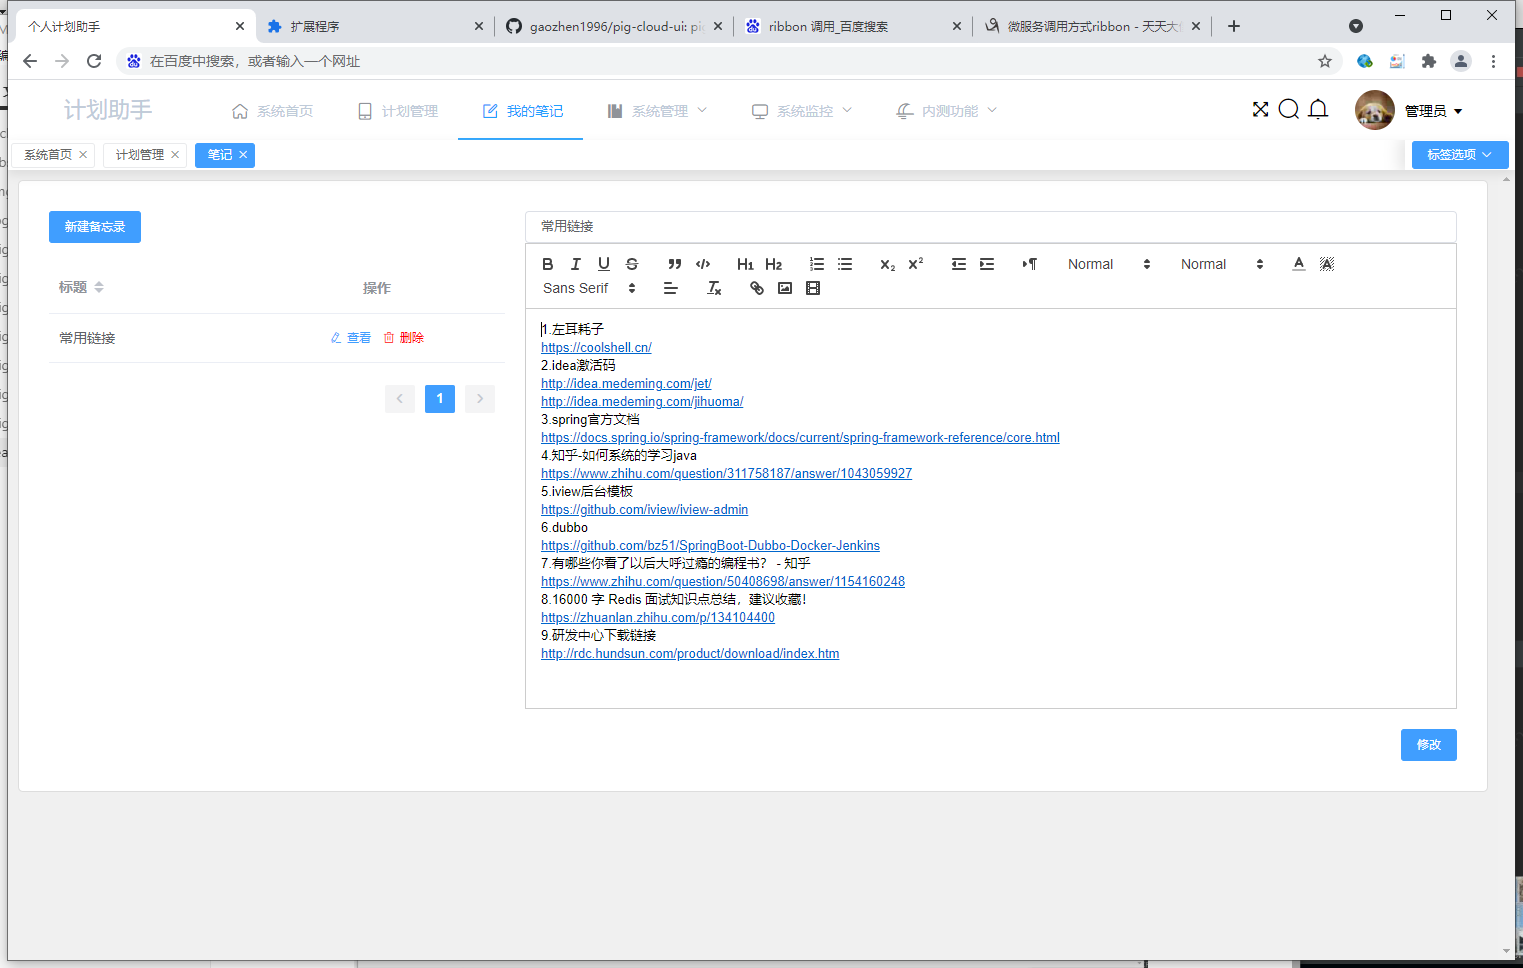 个人计划助手
扩展程序
gaozhen1996/pig-cloud-ui: pi
ribbon 调用_百度搜索
微服务调用方式ribbon - 天天大
在百度中搜索，或者输入一个网址
计划助手
系统首页
计划管理
我的笔记
系统管理
系统监控
内测功能
管理员
系统首页
计划管理
笔记
标签选项
新建备忘录
标题
操作
常用链接
查看
删除
1
常用链接
B I U S H1 H2 X2 X2 Normal Normal A A
Sans Serif
1.左耳耗子
https://coolshell.cn/
2.idea激活码
http://idea.medeming.com/jet/
http://idea.medeming.com/jihuoma/
3.spring官方文档
https://docs.spring.io/spring-framework/docs/current/spring-framework-reference/core.html
4.知乎-如何系统的学习java
https://www.zhihu.com/question/311758187/answer/1043059927
5.iview后台模板
https://github.com/iview/iview-admin
6.dubbo
https://github.com/bz51/SpringBoot-Dubbo-Docker-Jenkins
7.有哪些你看了以后大呼过瘾的编程书？ - 知乎
https://www.zhihu.com/question/50408698/answer/1154160248
8.16000 字 Redis 面试知识点总结，建议收藏！
https://zhuanlan.zhihu.com/p/134104400
9.研发中心下载链接
http://rdc.hundsun.com/product/download/index.htm
修改